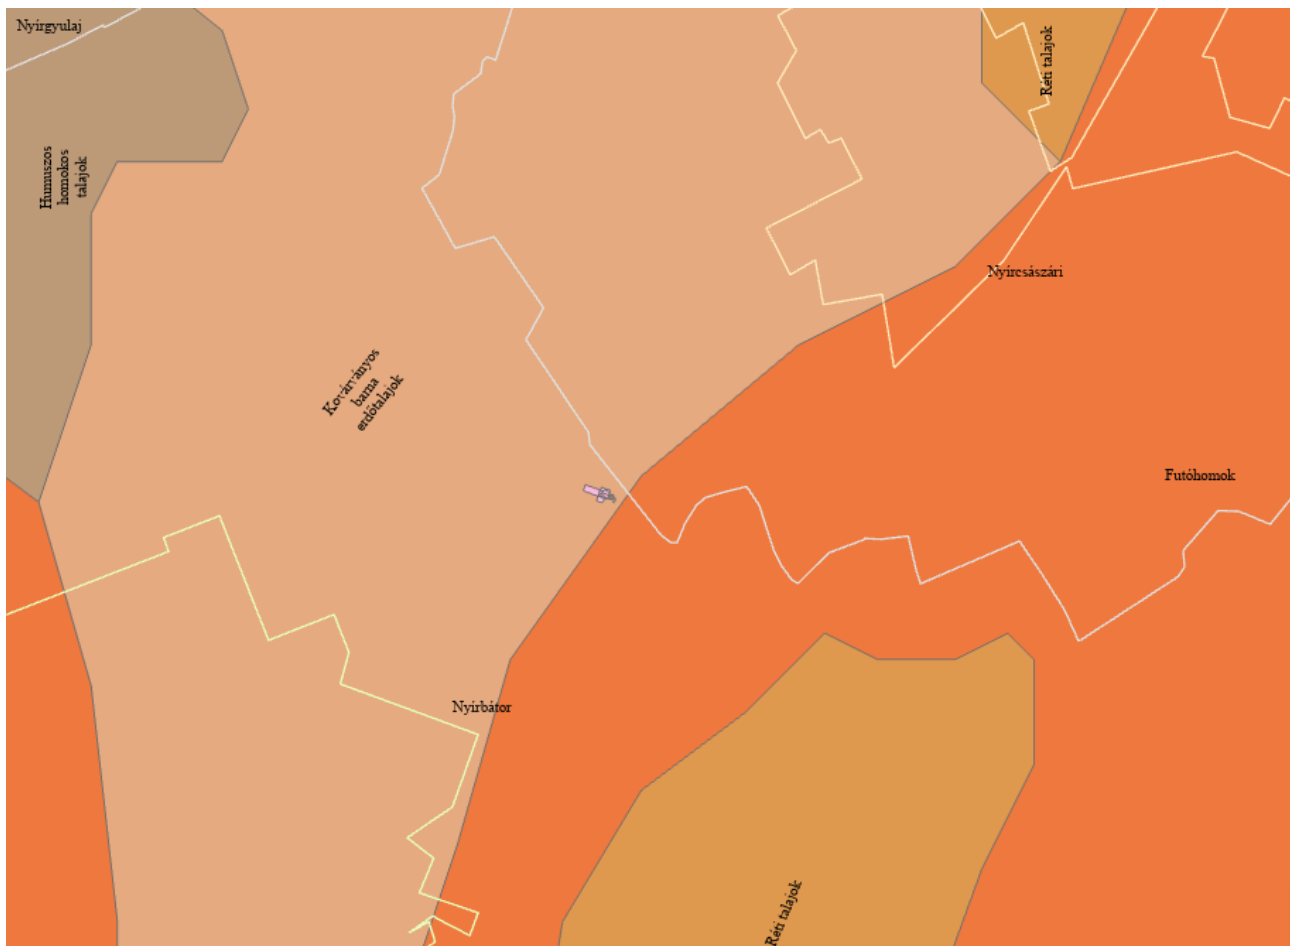 Nyírgyulaj
Réti talajok
Humuszos
homokos
talajok
Nyírcsászári
Kovárványos
barna
erdőtalajok
Futóhomok
Nyírbátor
Réti talajok